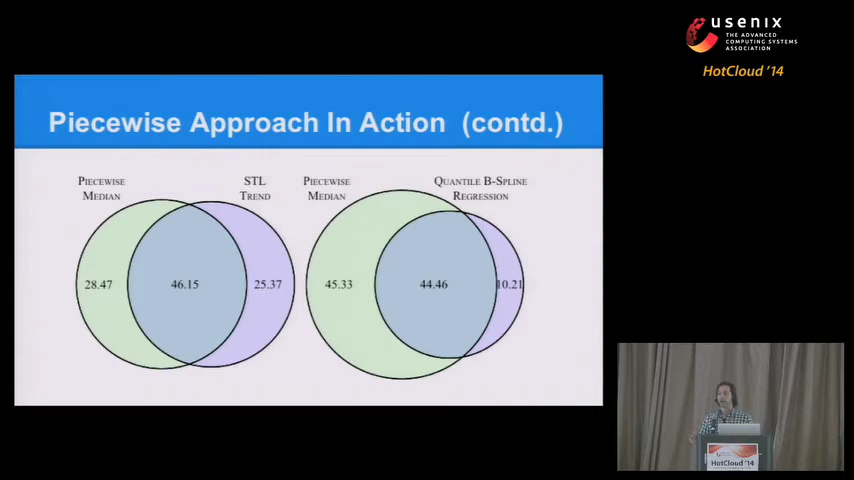 usenix
THE ADVANCED
COMPUTING SYSTEMS
ASSOCIATION
HotCloud '14
Piecewise Approach In Action (contd.)
PIECEWISE
MEDIAN
STL
TREND
PIECEWISE
MEDIAN
QUANTILE B-SPLINE
REGRESSION
28.47
46.15
25.37
45.33
44.46
10.21
HotCloud '14